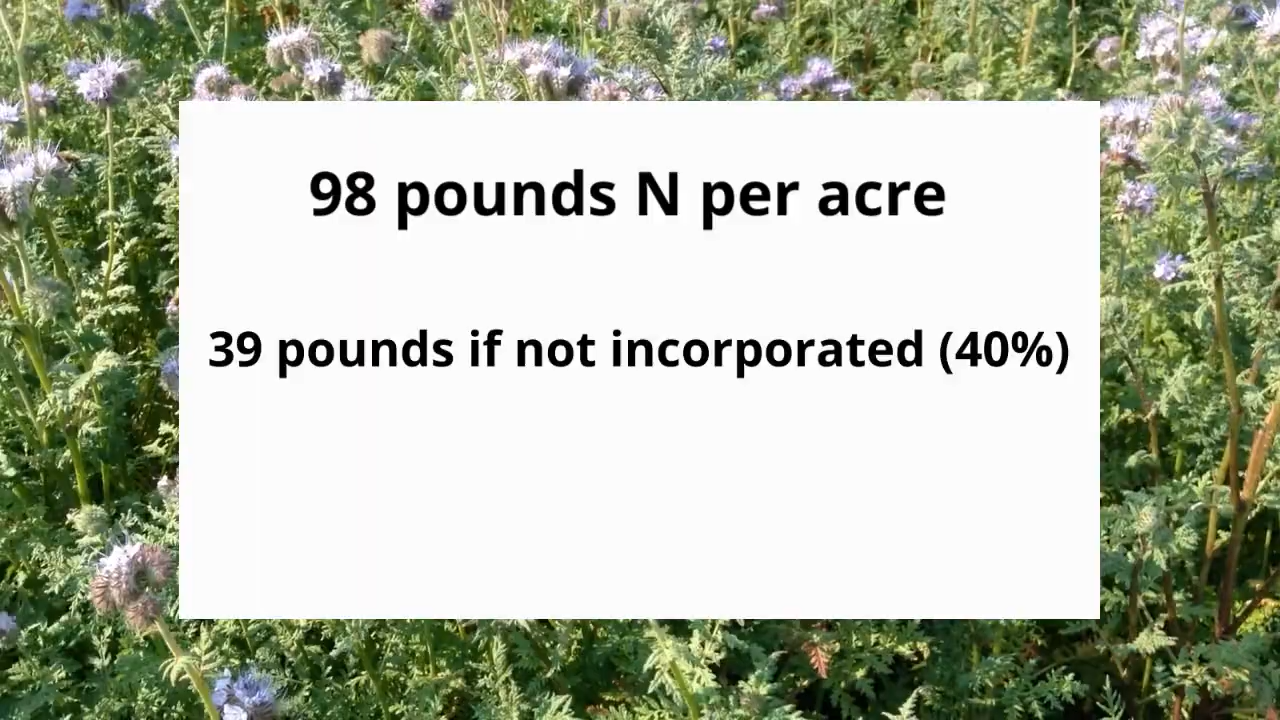 98 pounds N per acre
39 pounds if not incorporated (40%)